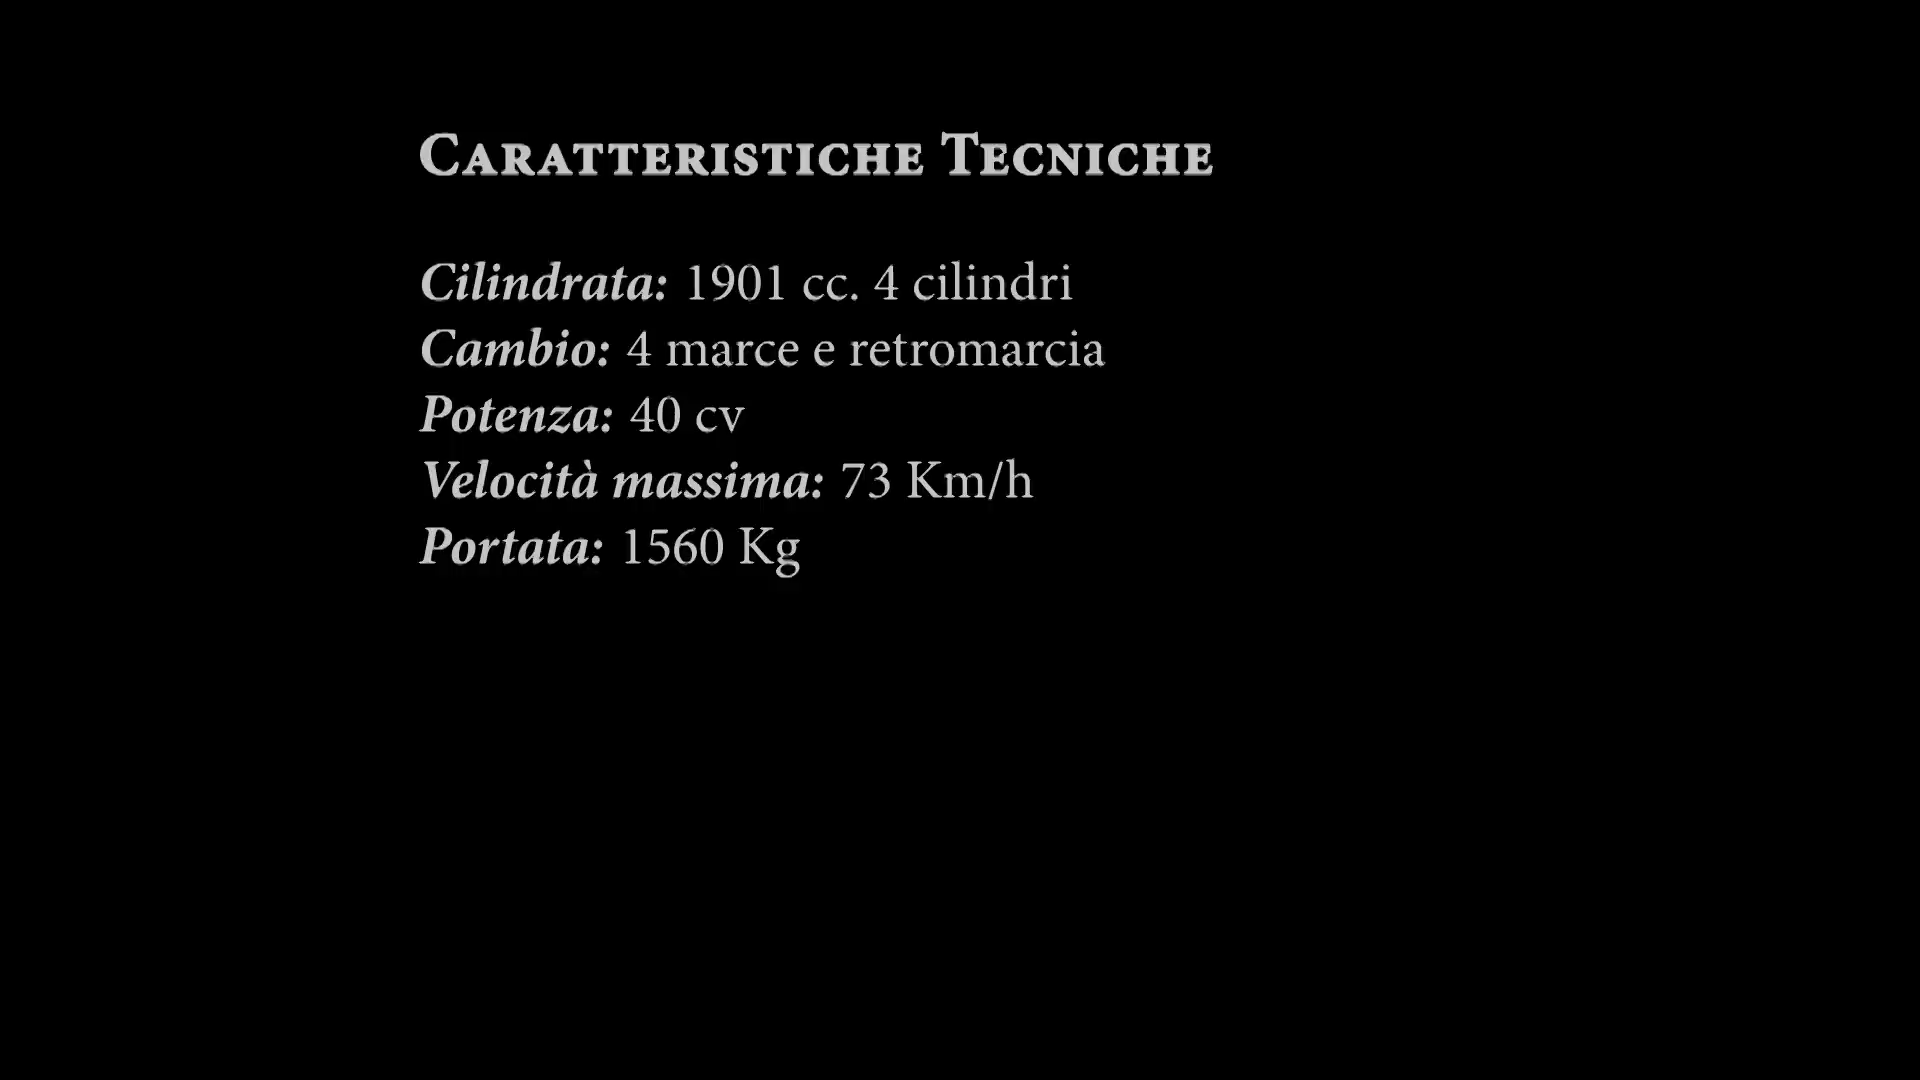 Caratteristiche Tecniche
Cilindrata: 1901 cc. 4 cilindri
Cambio: 4 marce e retromarcia
Potenza: 40 cv
Velocità massima: 73 Km/h
Portata: 1560 Kg